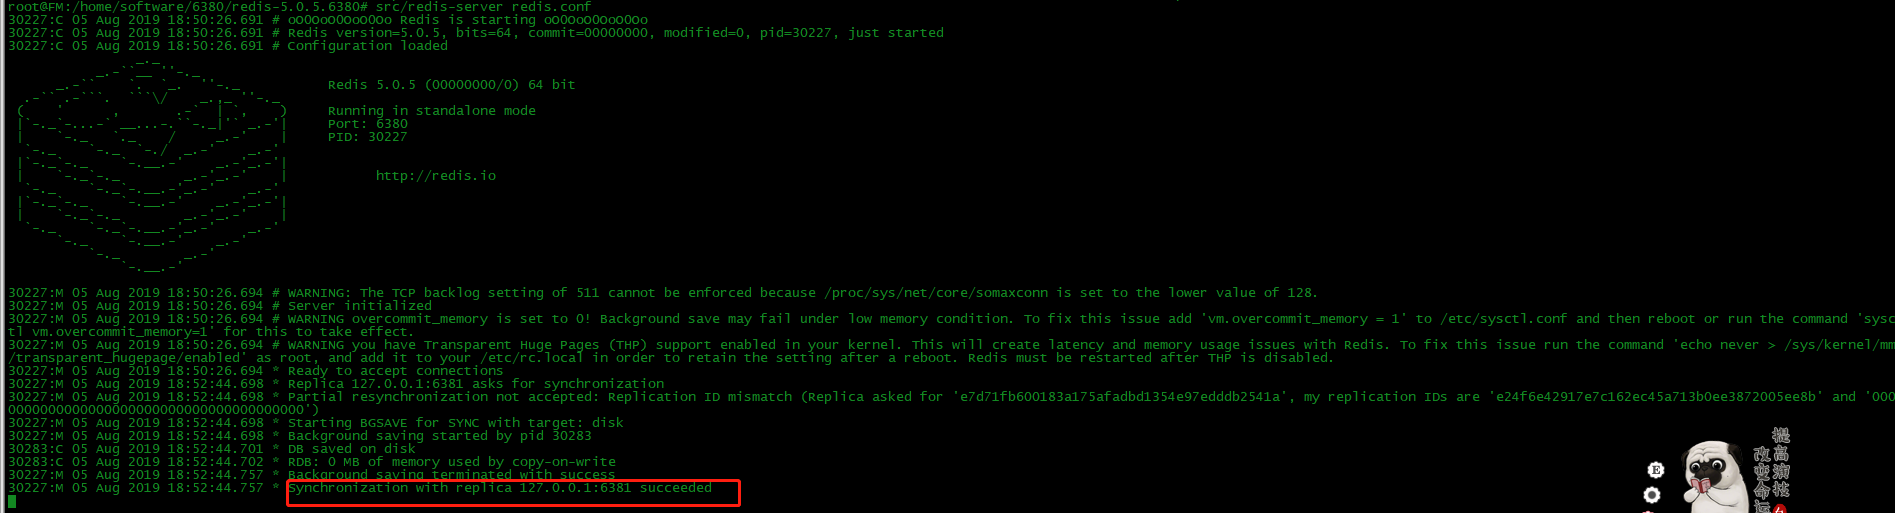 root@FM:/home/software/6380/redis-5.0.5.6380# src/redis-server redis.conf
30227:C 05 Aug 2019 18:50:26.691 # oO0OoO0OoO0Oo Redis is starting oO0OoO0OoO0Oo
30227:C 05 Aug 2019 18:50:26.691 # Redis version=5.0.5, bits=64, commit=00000000, modified=0, pid=30227, just started
30227:C 05 Aug 2019 18:50:26.691 # Configuration loaded
Redis 5.0.5 (00000000/0) 64 bit
Running in standalone mode
Port: 6380
PID: 30227
http://redis.io
30227:M 05 Aug 2019 18:50:26.694 # WARNING: The TCP backlog setting of 511 cannot be enforced because /proc/sys/net/core/somaxconn is set to the lower value of 128.
30227:M 05 Aug 2019 18:50:26.694 # Server initialized
30227:M 05 Aug 2019 18:50:26.694 # WARNING overcommit_memory is set to 0! Background save may fail under low memory condition. To fix this issue add 'vm.overcommit_memory = 1' to /etc/sysctl.conf and then reboot or run the command 'sysc
tl vm.overcommit_memory=1' for this to take effect.
30227:M 05 Aug 2019 18:50:26.694 # WARNING you have Transparent Huge Pages (THP) support enabled in your kernel. This will create latency and memory usage issues with Redis. To fix this issue run the command 'echo never > /sys/kernel/mm
/transparent_hugepage/enabled' as root, and add it to your /etc/rc.local in order to retain the setting after a reboot. Redis must be restarted after THP is disabled.
30227:M 05 Aug 2019 18:50:26.694 * Ready to accept connections
30227:M 05 Aug 2019 18:52:44.698 * Replica 127.0.0.1:6381 asks for synchronization
30227:M 05 Aug 2019 18:52:44.698 * Partial resynchronization not accepted: Replication ID mismatch (Replica asked for 'e7d71fb600183a175afadbd1354e97edddb2541a', my replication IDs are 'e24f6e42917e7c162ec45a713b0ee3872005ee8b' and '000
0000000000000000000000000000000000000')
30227:M 05 Aug 2019 18:52:44.698 * Starting BGSAVE for SYNC with target: disk
30227:M 05 Aug 2019 18:52:44.698 * Background saving started by pid 30283
30283:C 05 Aug 2019 18:52:44.701 * DB saved on disk
30283:C 05 Aug 2019 18:52:44.702 * RDB: 0 MB of memory used by copy-on-write
30227:M 05 Aug 2019 18:52:44.757 * Background saving terminated with success
30227:M 05 Aug 2019 18:52:44.757 * Synchronization with replica 127.0.0.1:6381 succeeded
提高演技
改变命运
E